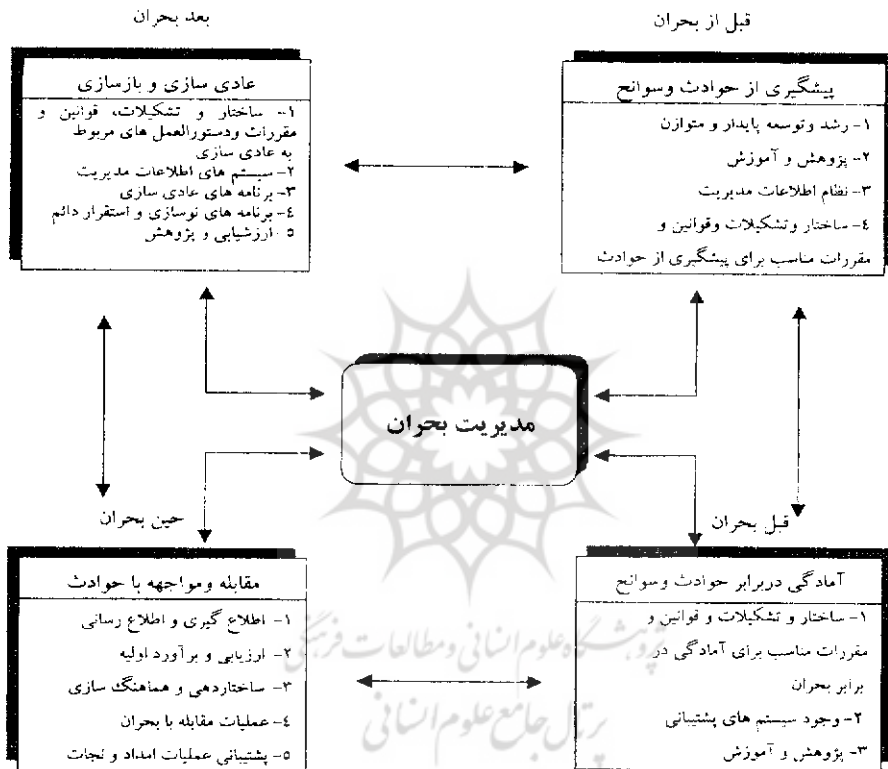 قبل از بحران
پیشگیری از حوادث وسوانح
۱- رشد وتوسعه پایدار و متوازن
۲- پژوهش و آموزش
۳- نظام اطلاعات مدیریت
٤- ساختار وتشکیلات وقوانین و
مقررات مناسب برای پیشگیری از حوادث
بعد بحران
عادی سازی و بازسازی
۱- ساختار و تشکیلات، قوانین و
مقررات ودستورالعمل های مربوط
به عادی سازی
۲- سیستم های اطلاعات مدیریت
۳- برنامه های عادی سازی
٤- برنامه های نوسازی و استقرار دائم
٥- ارزشیابی و پژوهش
مدیریت بحران
قبل بحران
آمادگی دربرابر حوادث وسوانح
۱- ساختار و تشکیلات و قوانین و
مقررات مناسب برای آمادگی در
برابر بحران
۲- وجود سیستم های پشتیبانی
۳- پژوهش و آموزش
حین بحران
مقابله ومواجهه با حوادث
۱- اطلاع گیری و اطلاع رسانی
۲- ارزیابی و برآورد اولیه
۳- ساختاردهی و هماهنگ سازی
٤- عملیات مقابله با بحران
٥- پشتیبانی عملیات امداد و نجات
پژوهشگاه علوم انسانی و مطالعات فرهنگی
پرتال جامع علوم انسانی